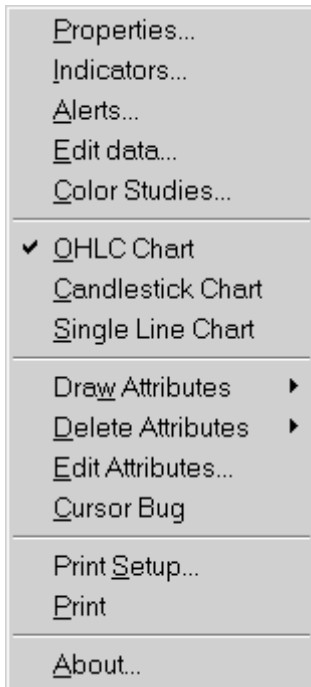 Properties...
Indicators...
Alerts...
Edit data...
Color Studies...
OHLC Chart
Candlestick Chart
Single Line Chart
Draw Attributes
Delete Attributes
Edit Attributes...
Cursor Bug
Print Setup...
Print
About...